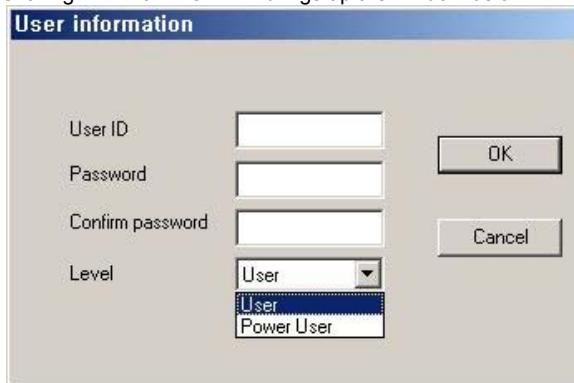 User information
User ID
Password
Confirm password
Level
User
User
Power User
OK
Cancel